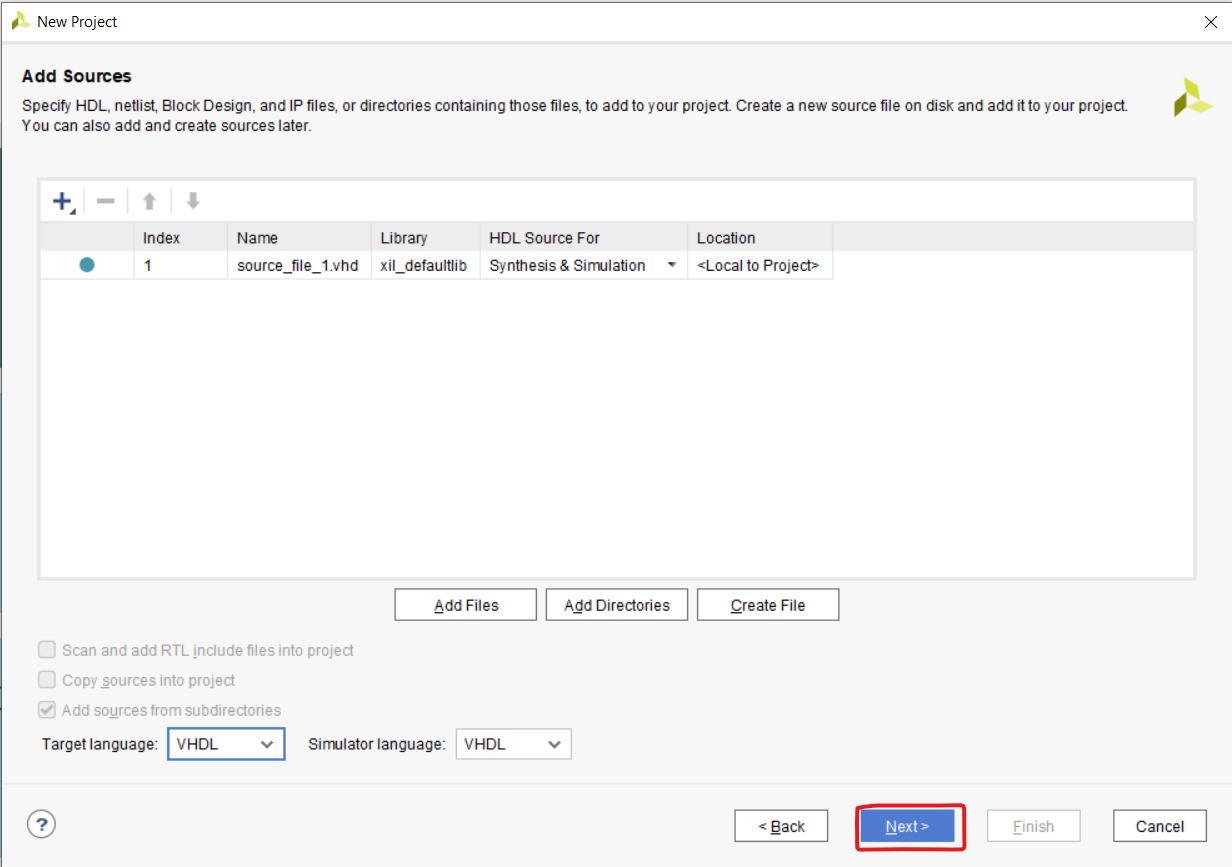 New Project
Add Sources
Specify HDL, netlist, Block Design, and IP files, or directories containing those files, to add to your project. Create a new source file on disk and add it to your project.
You can also add and create sources later.
Index Name Library HDL Source For Location
1 source_file_1.vhd xil_defaultlib Synthesis & Simulation <Local to Project>
Add Files Add Directories Create File
Scan and add RTL include files into project
Copy sources into project
Add sources from subdirectories
Target language: VHDL Simulator language: VHDL
? < Back Next > Finish Cancel